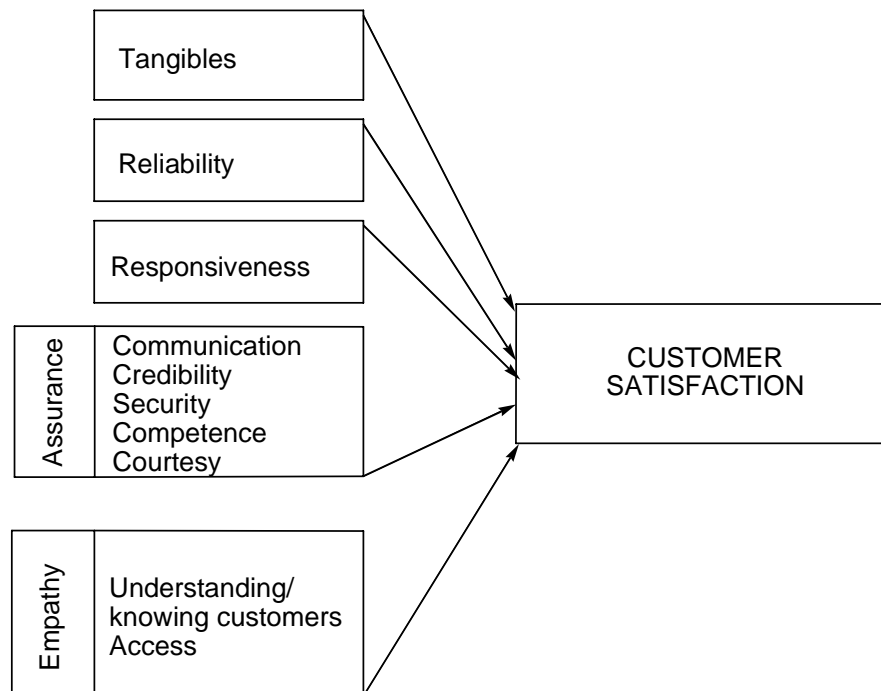 Tangibles
Reliability
Responsiveness
Assurance
Communication
Credibility
Security
Competence
Courtesy
Empathy
Understanding/
knowing customers
Access
CUSTOMER
SATISFACTION